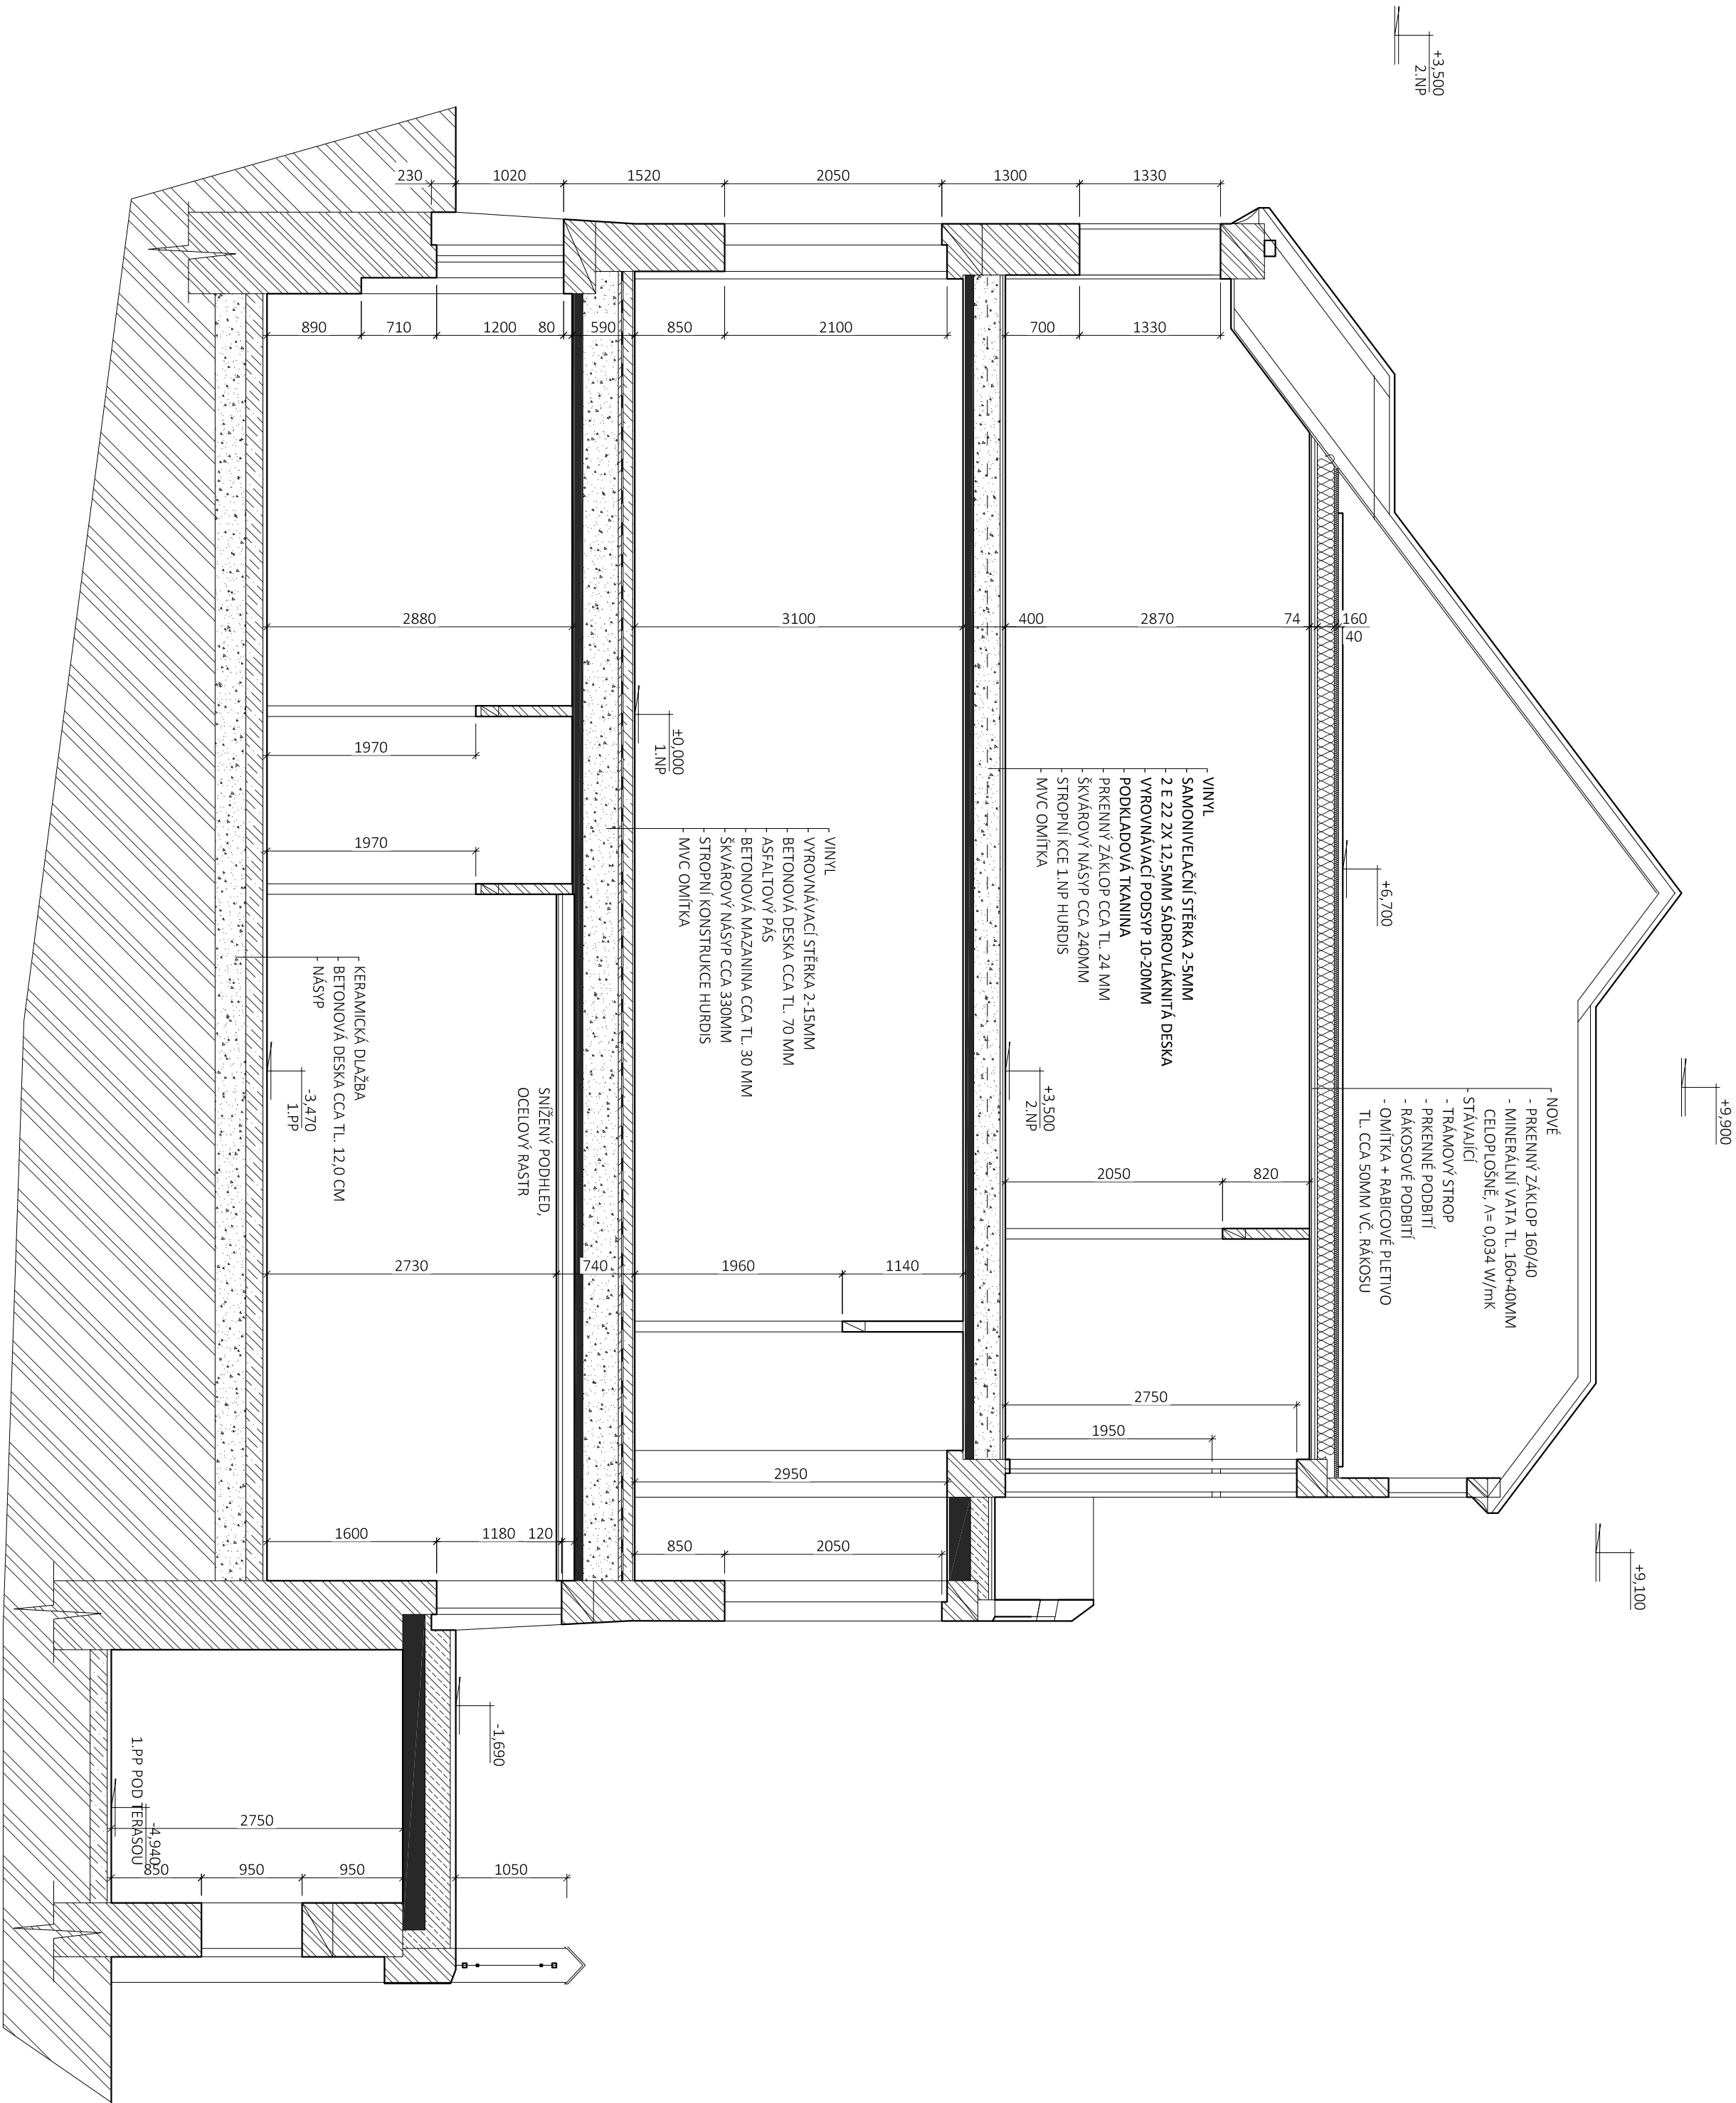 +3,500
2.NP
230
1020
1520
2050
1300
1330
890
710
1200
80
590
850
2100
700
1330
2880
3100
400
2870
74
160
40
1970
1970
±0,000
1.NP
VINYL
SAMONIVELAČNÍ STĚRKA 2-5MM
2 E 22 2X 12,5MM SÁDROVLÁKNITÁ DESKA
VYROVNÁVACÍ PODSYP 10-20MM
PODKLADOVÁ TKANINA
PRKENNÝ ZÁKLOP CCA TL. 24 MM
ŠKVÁROVÝ NÁSYP CCA 240MM
STROPNÍ KCE 1.NP HURDIS
MVC OMÍTKA
VINYL
VYROVNÁVACÍ STĚRKA 2-15MM
BETONOVÁ DESKA CCA TL. 70 MM
ASFALTOVÝ PÁS
BETONOVÁ MAZANINA CCA TL. 30 MM
ŠKVÁROVÝ NÁSYP CCA 330MM
STROPNÍ KONSTRUKCE HURDIS
MVC OMÍTKA
+6,700
KERAMICKÁ DLAŽBA
BETONOVÁ DESKA CCA TL. 12,0 CM
NÁSYP
-3,470
1.PP
SNÍŽENÝ PODHLED,
OCELOVÝ RASTR
+3,500
2.NP
+9,900
NOVÉ
- PRKENNÝ ZÁKLOP 160/40
- MINERÁLNÍ VATA TL. 160+40MM
CELOPLOŠNĚ, Λ= 0,034 W/mK
STÁVAJÍCÍ
- TRÁMOVÝ STROP
- PRKENNÉ PODBITÍ
- RÁKOSOVÉ PODBITÍ
- OMÍTKA + RABICOVÉ PLETIVO
TL. CCA 50MM VČ. RÁKOSU
2050
820
2730
740
1960
1140
2750
1950
2950
1600
1180
120
850
2050
+9,100
-1,690
-4,940
1.PP POD TERASOU
2750
850
950
950
1050